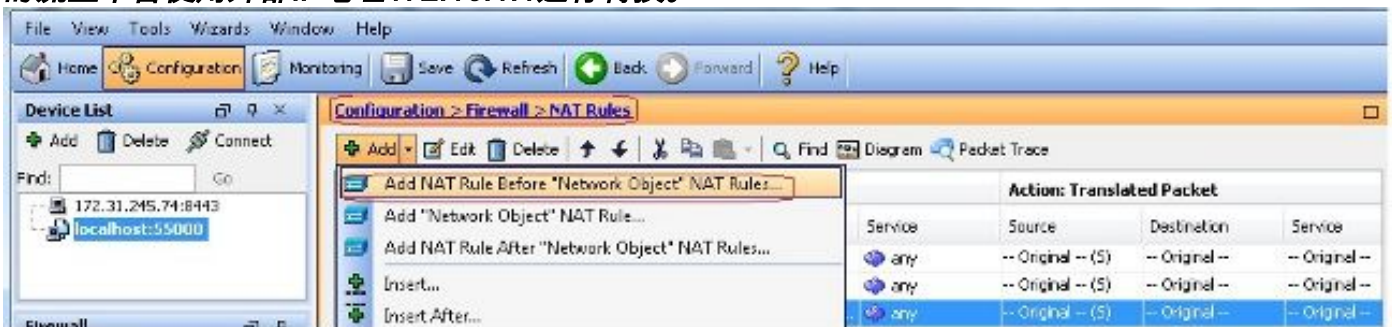 File View Tools Wizards Window Help
Home Configuration Monitoring Save Refresh Back Forward Help
Device List
Add Delete Connect
Find: Go
172.31.245.74:8443
localhost:55000
Configuration > Firewall > NAT Rules
Add Edit Delete Find Diagram Packet Trace
Add NAT Rule Before "Network Object" NAT Rules...
Add "Network Object" NAT Rule...
Add NAT Rule After "Network Object" NAT Rules...
Insert...
Insert After...
Action: Translated Packet
Service Source Destination Service
any -- Original -- (S) -- Original -- -- Original --
any -- Original -- (S) -- Original -- -- Original --
any -- Original -- (S) -- Original -- -- Original --